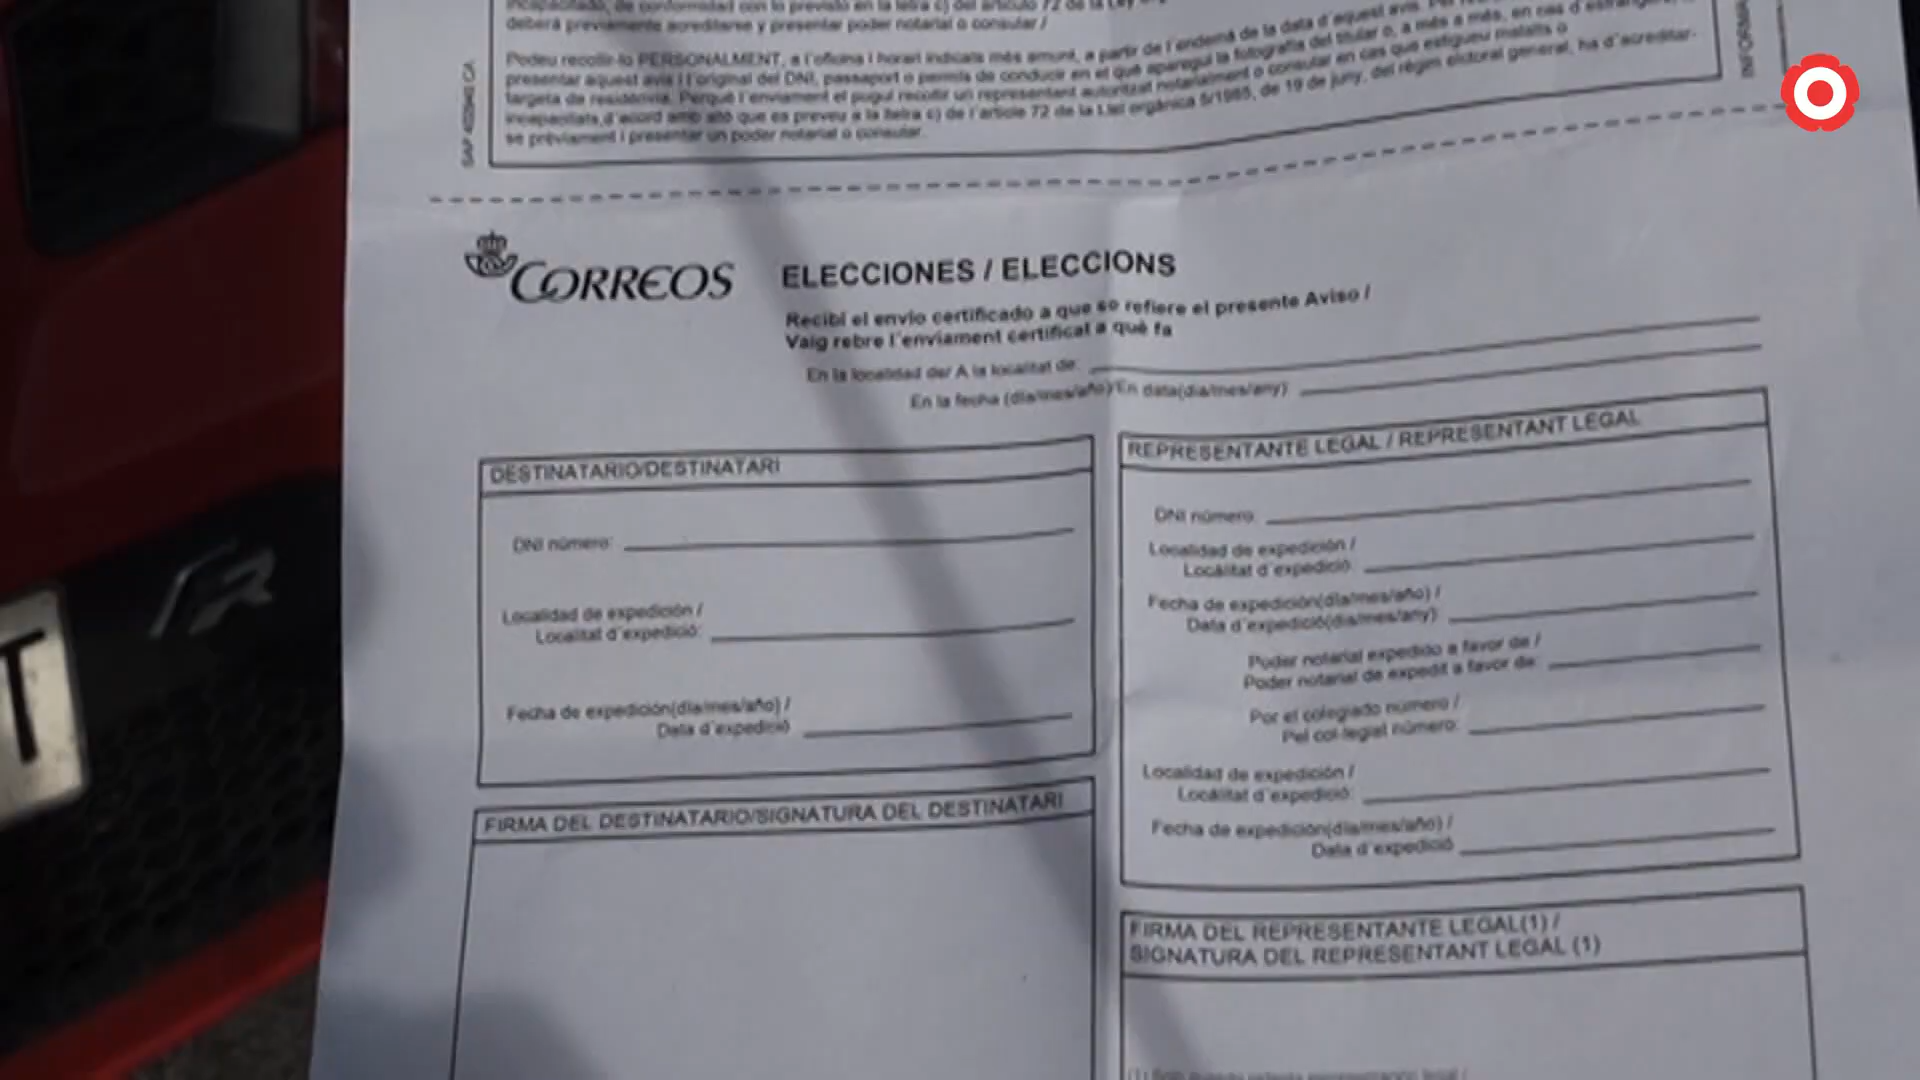 incapacitado, de conformidad con lo previsto en la letra c) del artículo 72 de la Ley
deberá previamente acreditarse y presentar poder notarial o consular /
Podeu recollir-lo PERSONALMENT, a l'oficina i horari indicats més amunt, a partir de l'endemà de la data d'aquest avis.
presentar aquest avis i l'original del DNI, passaport o permis de conducir en el què aparegui la fotografia del titular o, a més a més, en cas d'estrangers,
targeta de residència. Perquè l'enviament el pugui recollir un representant autoritzat notarialment o consular en cas que estigueu malalts o
incapacitats, d'acord amb allò que es preveu a la lletra c) de l'article 72 de la Llei orgànica 5/1985, de 19 de juny, del règim electoral general, ha d'acreditar-
se prèviament i presentar un poder notarial o consular.
CORREOS
ELECCIONES / ELECCIONS
Recibí el envío certificado a que se refiere el presente Aviso /
Vaig rebre l'enviament certificat a què fa
En la localidad de/ A la localitat de:
En la fecha (día/mes/año)/En data(dia/mes/any):
DESTINATARIO/DESTINATARI
DNI número:
Localidad de expedición /
Localitat d'expedició:
Fecha de expedición(día/mes/año) /
Data d'expedició
FIRMA DEL DESTINATARIO/SIGNATURA DEL DESTINATARI
REPRESENTANTE LEGAL / REPRESENTANT LEGAL
DNI número:
Localidad de expedición /
Localitat d'expedició:
Fecha de expedición(día/mes/año) /
Data d'expedició(dia/mes/any):
Poder notarial expedido a favor de /
Poder notarial de expedit a favor de:
Por el colegiado número /
Pel col·legiat número:
Localidad de expedición /
Localitat d'expedició:
Fecha de expedición(día/mes/año) /
Data d'expedició
FIRMA DEL REPRESENTANTE LEGAL(1) /
SIGNATURA DEL REPRESENTANT LEGAL (1)
T